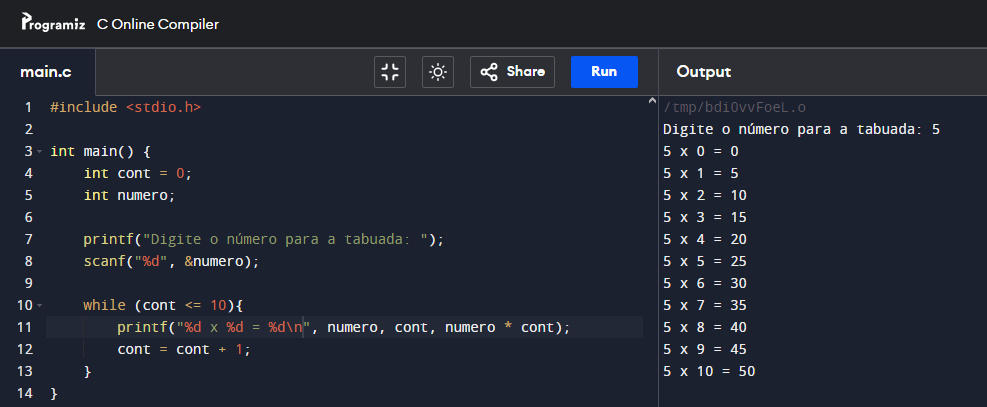 Programiz C Online Compiler
main.c
Share
Run
Output
1 #include <stdio.h>
2
3 int main() {
4     int cont = 0;
5     int numero;
6
7     printf("Digite o número para a tabuada: ");
8     scanf("%d", &numero);
9
10     while (cont <= 10){
11         printf("%d x %d = %d\n", numero, cont, numero * cont);
12         cont = cont + 1;
13     }
14 }
/tmp/bdi0vvFoeL.o
Digite o número para a tabuada: 5
5 x 0 = 0
5 x 1 = 5
5 x 2 = 10
5 x 3 = 15
5 x 4 = 20
5 x 5 = 25
5 x 6 = 30
5 x 7 = 35
5 x 8 = 40
5 x 9 = 45
5 x 10 = 50